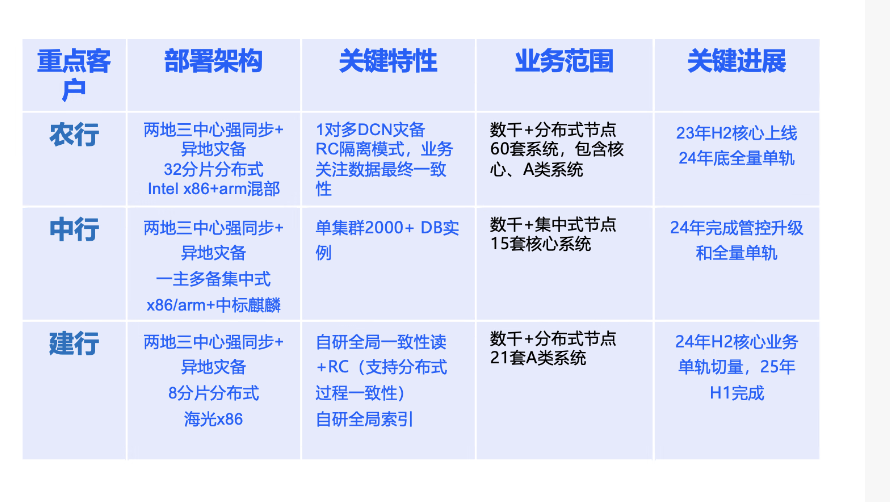 重点客
户
部署架构
关键特性
业务范围
关键进展
农行
两地三中心强同步+
异地灾备
32分片分布式
Intel x86+arm混部
1对多DCN灾备
RC隔离模式，业务
关注数据最终一致
性
数千+分布式节点
60套系统，包含核
心、A类系统
23年H2核心上线
24年底全量单轨
中行
两地三中心强同步+
异地灾备
一主多备集中式
x86/arm+中标麒麟
单集群2000+ DB实
例
数千+集中式节点
15套核心系统
24年完成管控升级
和全量单轨
建行
两地三中心强同步+
异地灾备
8分片分布式
海光x86
自研全局一致性读
+RC（支持分布式
过程一致性）
自研全局索引
数千+分布式节点
21套A类系统
24年H2核心业务
单轨切量，25年
H1完成